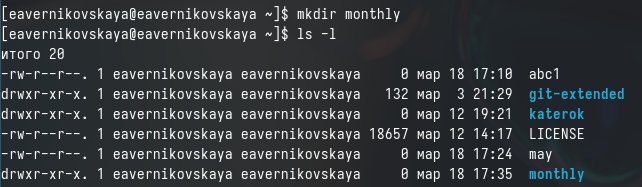 [eavernikovskaya@eavernikovskaya ~]$ mkdir monthly
[eavernikovskaya@eavernikovskaya ~]$ ls -l
итого 20
-rw-r--r--. 1 eavernikovskaya eavernikovskaya     0 мар 18 17:10  abc1
drwxr-xr-x. 1 eavernikovskaya eavernikovskaya   132 мар  3 21:29  git-extended
drwxr-xr-x. 1 eavernikovskaya eavernikovskaya     0 мар 12 19:21  katerok
-rw-r--r--. 1 eavernikovskaya eavernikovskaya 18657 мар 12 14:17  LICENSE
-rw-r--r--. 1 eavernikovskaya eavernikovskaya     0 мар 18 17:24  may
drwxr-xr-x. 1 eavernikovskaya eavernikovskaya     0 мар 18 17:35  monthly